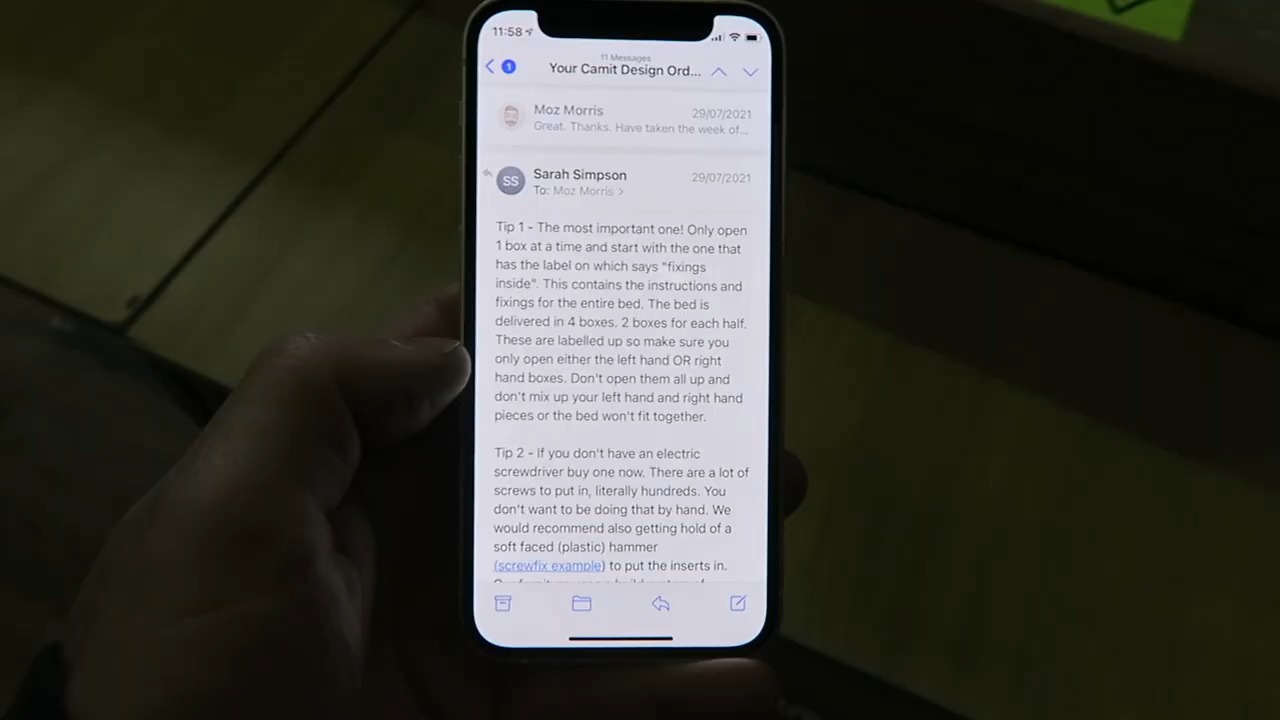 11:58
11 Messages
1
Your Camit Design Ord...
Moz Morris
29/07/2021
Great. Thanks. Have taken the week of...
SS
Sarah Simpson
29/07/2021
To: Moz Morris >
Tip 1 - The most important one! Only open
1 box at a time and start with the one that
has the label on which says "fixings
inside". This contains the instructions and
fixings for the entire bed. The bed is
delivered in 4 boxes. 2 boxes for each half.
These are labelled up so make sure you
only open either the left hand OR right
hand boxes. Don't open them all up and
don't mix up your left hand and right hand
pieces or the bed won't fit together.
Tip 2 - If you don't have an electric
screwdriver buy one now. There are a lot of
screws to put in, literally hundreds. You
don't want to be doing that by hand. We
would recommend also getting hold of a
soft faced (plastic) hammer
(screwfix example) to put the inserts in.